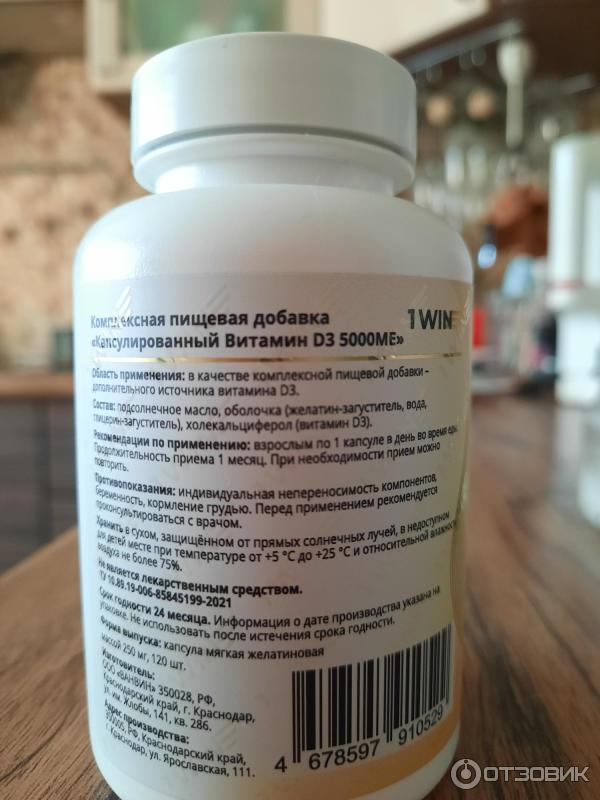 Комплексная пищевая добавка
«Капсулированный Витамин D3 5000МЕ»
1WIN
Область применения: в качестве комплексной пищевой добавки –
дополнительного источника витамина D3.
Состав: подсолнечное масло, оболочка (желатин-загуститель, вода,
глицерин-загуститель), холекальциферол (витамин D3).
Рекомендации по применению: взрослым по 1 капсуле в день во время еды.
Продолжительность приема 1 месяц. При необходимости прием можно
повторить.
Противопоказания: индивидуальная непереносимость компонентов,
беременность, кормление грудью. Перед применением рекомендуется
проконсультироваться с врачом.
Хранить в сухом, защищённом от прямых солнечных лучей, в недоступном
для детей месте при температуре от +5 °C до +25 °C и относительной влажности
воздуха не более 75%.
Не является лекарственным средством.
ТУ 10.89.19-006-85845199-2021
Срок годности 24 месяца. Информация о дате производства указана на
упаковке. Не использовать после истечения срока годности.
Форма выпуска: капсула мягкая желатиновая
массой 250 мг, 120 шт.
Изготовитель:
ООО «ВАНВИН» 350028, РФ,
Краснодарский край, г. Краснодар,
ул. им. Жлобы, 141, кв. 286.
Адрес производства:
РФ, Краснодарский край,
г. Краснодар, ул. Ярославская, 111.
4 678597 910529
ОТЗОВИК